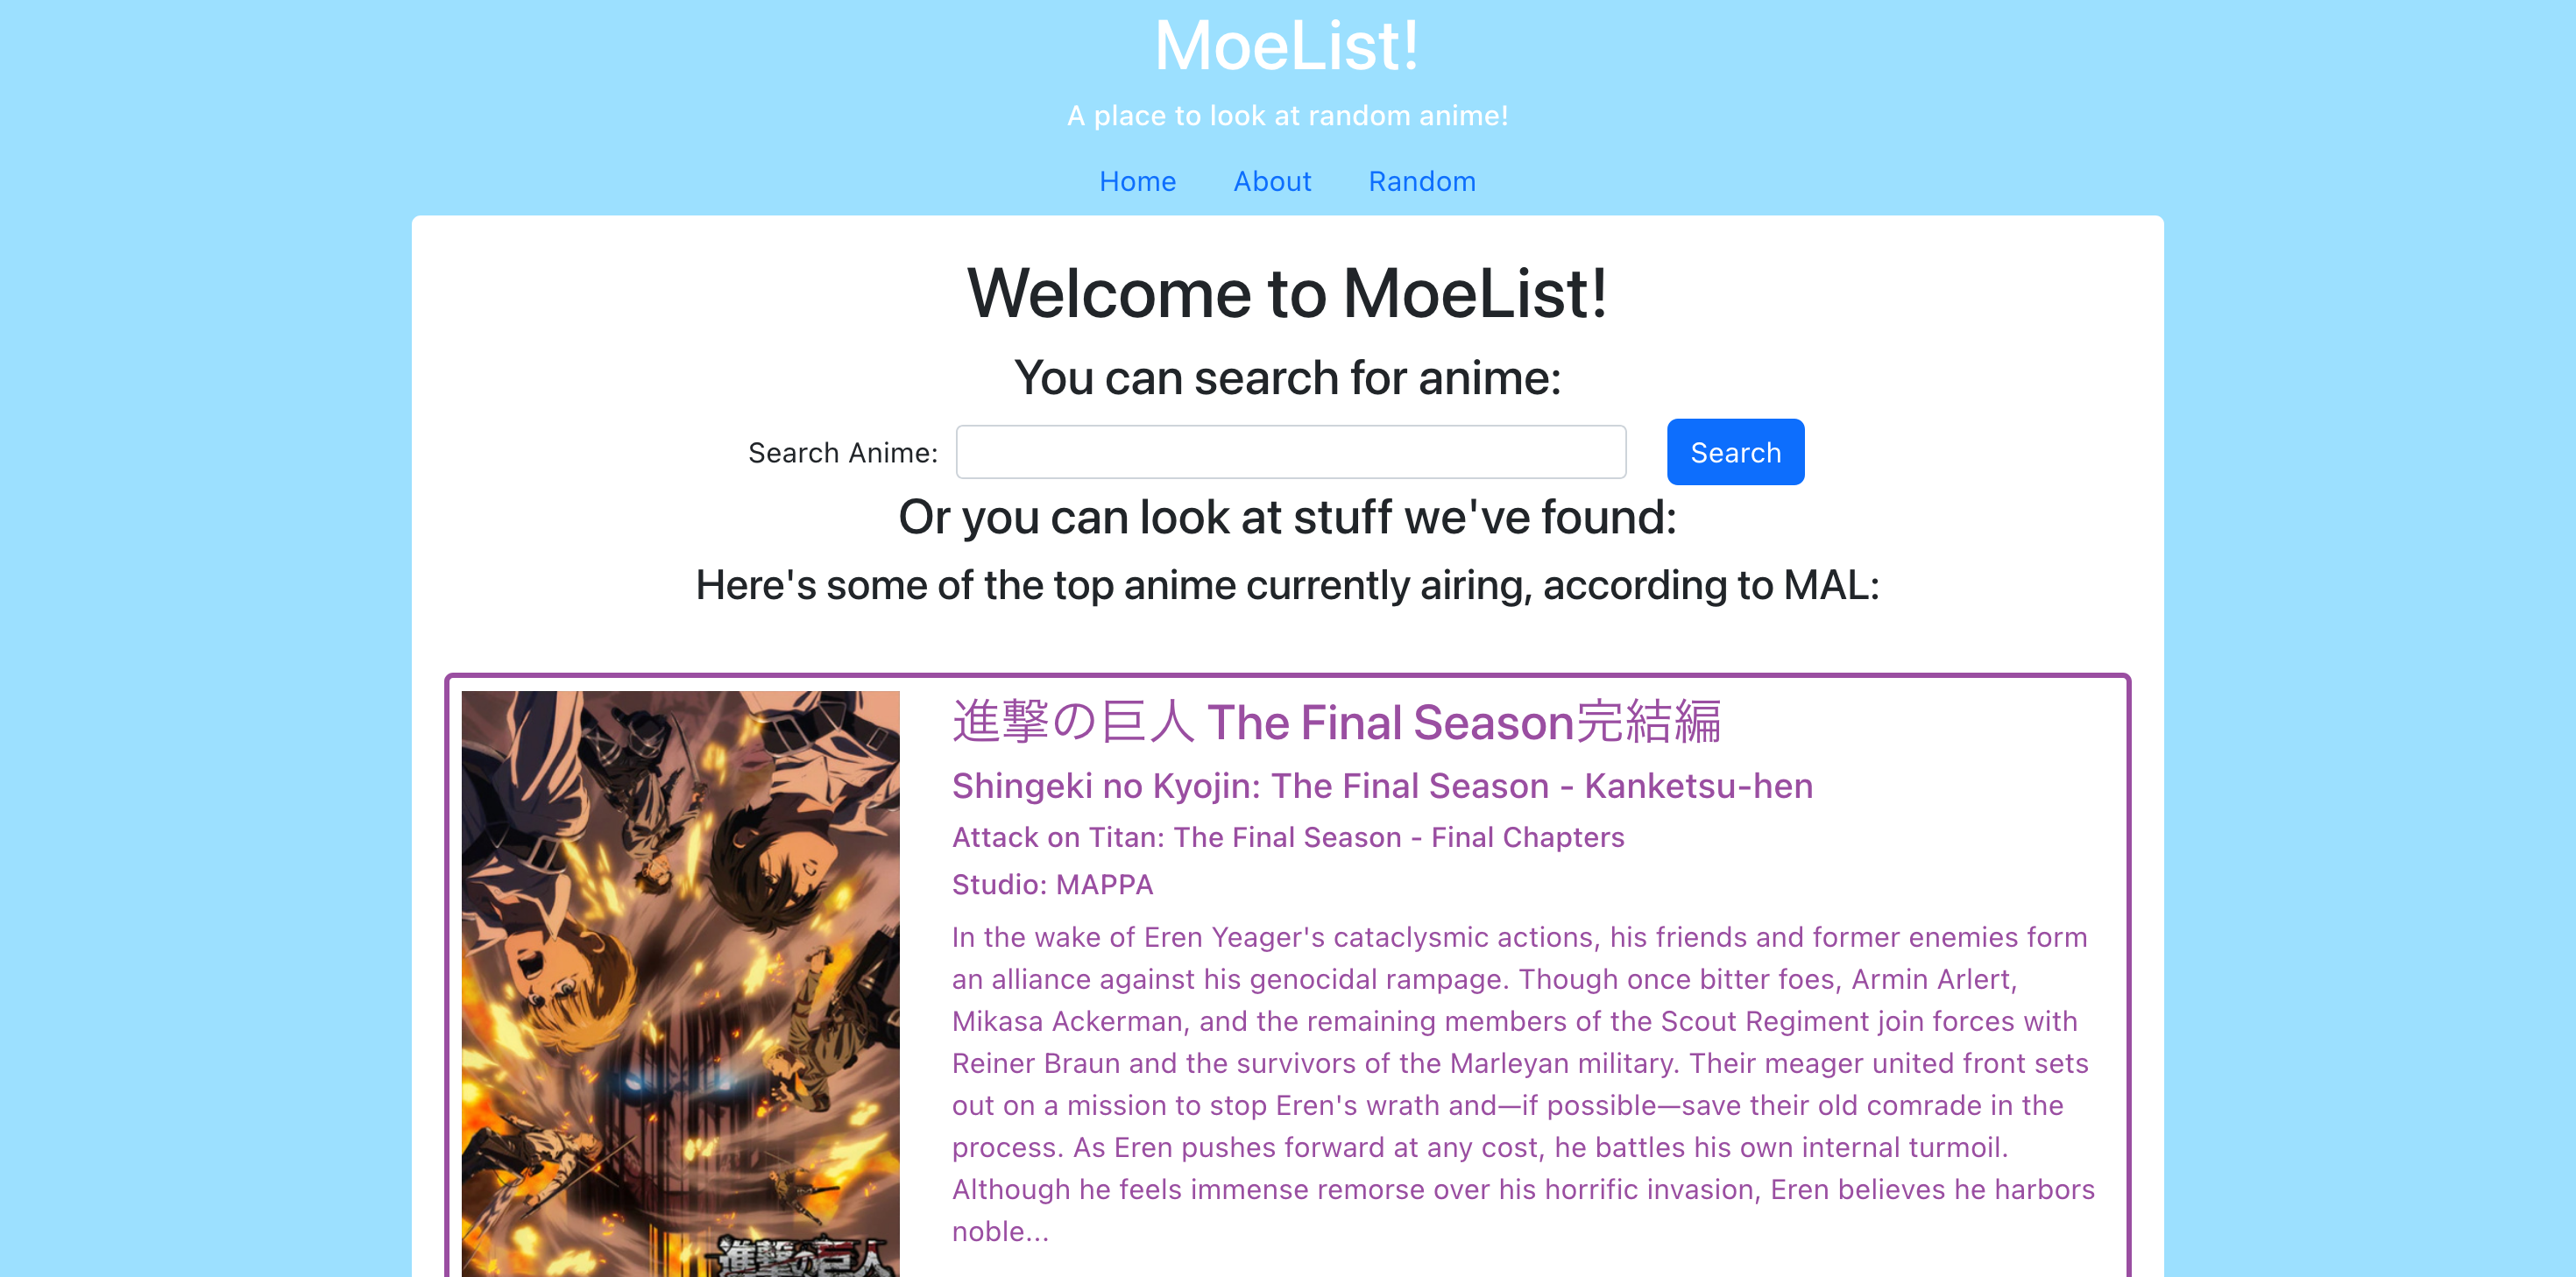 MoeList!
A place to look at random anime!
Home About Random
Welcome to MoeList!
You can search for anime:
Search Anime: Search
Or you can look at stuff we've found:
Here's some of the top anime currently airing, according to MAL:
進撃の巨人 The Final Season完結編
Shingeki no Kyojin: The Final Season - Kanketsu-hen
Attack on Titan: The Final Season - Final Chapters
Studio: MAPPA
In the wake of Eren Yeager's cataclysmic actions, his friends and former enemies form
an alliance against his genocidal rampage. Though once bitter foes, Armin Arlert,
Mikasa Ackerman, and the remaining members of the Scout Regiment join forces with
Reiner Braun and the survivors of the Marleyan military. Their meager united front sets
out on a mission to stop Eren's wrath and—if possible—save their old comrade in the
process. As Eren pushes forward at any cost, he battles his own internal turmoil.
Although he feels immense remorse over his horrific invasion, Eren believes he harbors
noble...
進撃の巨人